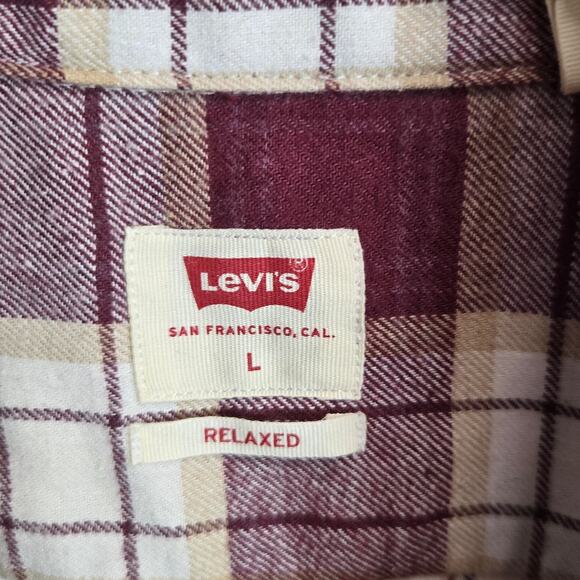 LEVI'S®
SAN FRANCISCO, CAL.
L
RELAXED